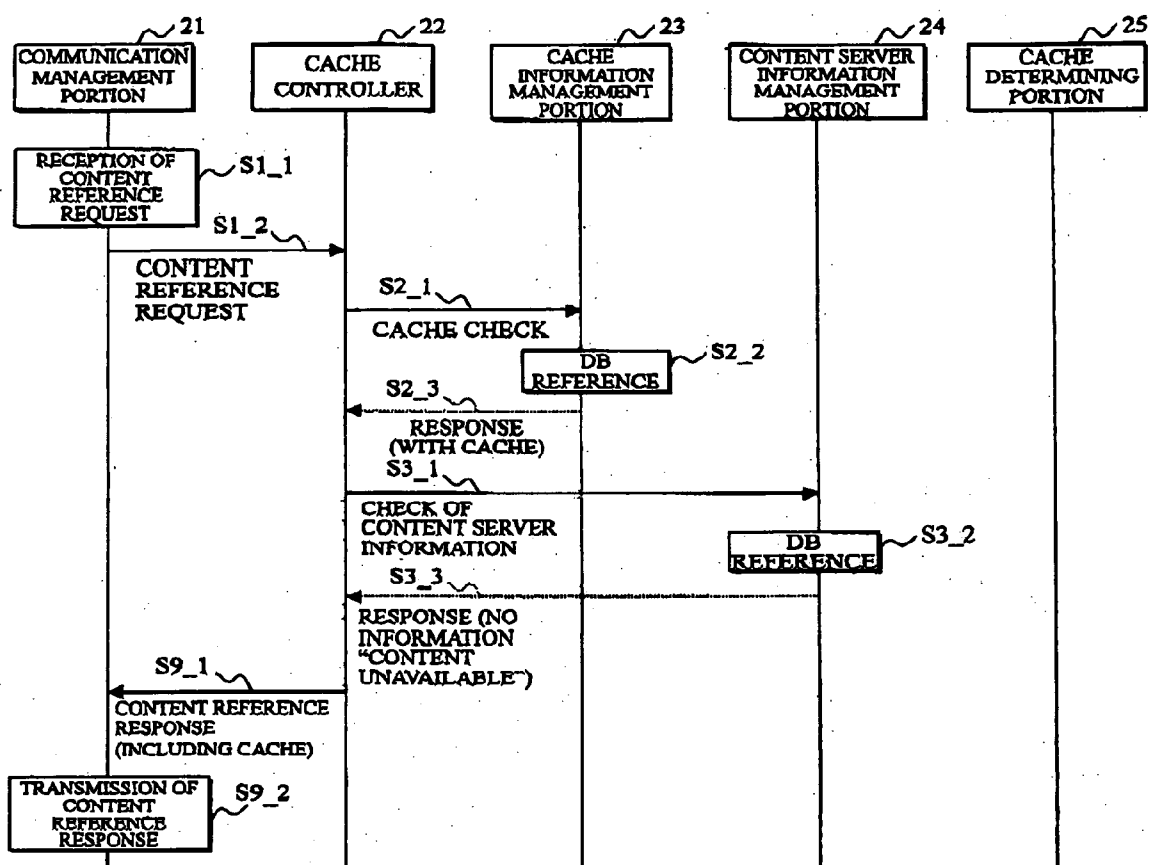 21
22
23
24
25
COMMUNICATION
MANAGEMENT
PORTION
CACHE
CONTROLLER
CACHE
INFORMATION
MANAGEMENT
PORTION
CONTENT SERVER
INFORMATION
MANAGEMENT
PORTION
CACHE
DETERMINING
PORTION
RECEPTION OF
CONTENT
REFERENCE
REQUEST
S1_1
S1_2
CONTENT
REFERENCE
REQUEST
S2_1
CACHE CHECK
DB
REFERENCE
S2_2
S2_3
RESPONSE
(WITH CACHE)
S3_1
CHECK OF
CONTENT SERVER
INFORMATION
DB
REFERENCE
S3_2
S3_3
RESPONSE (NO
INFORMATION
“CONTENT
UNAVAILABLE”)
S9_1
CONTENT REFERENCE
RESPONSE
(INCLUDING CACHE)
TRANSMISSION OF
CONTENT
REFERENCE
RESPONSE
S9_2